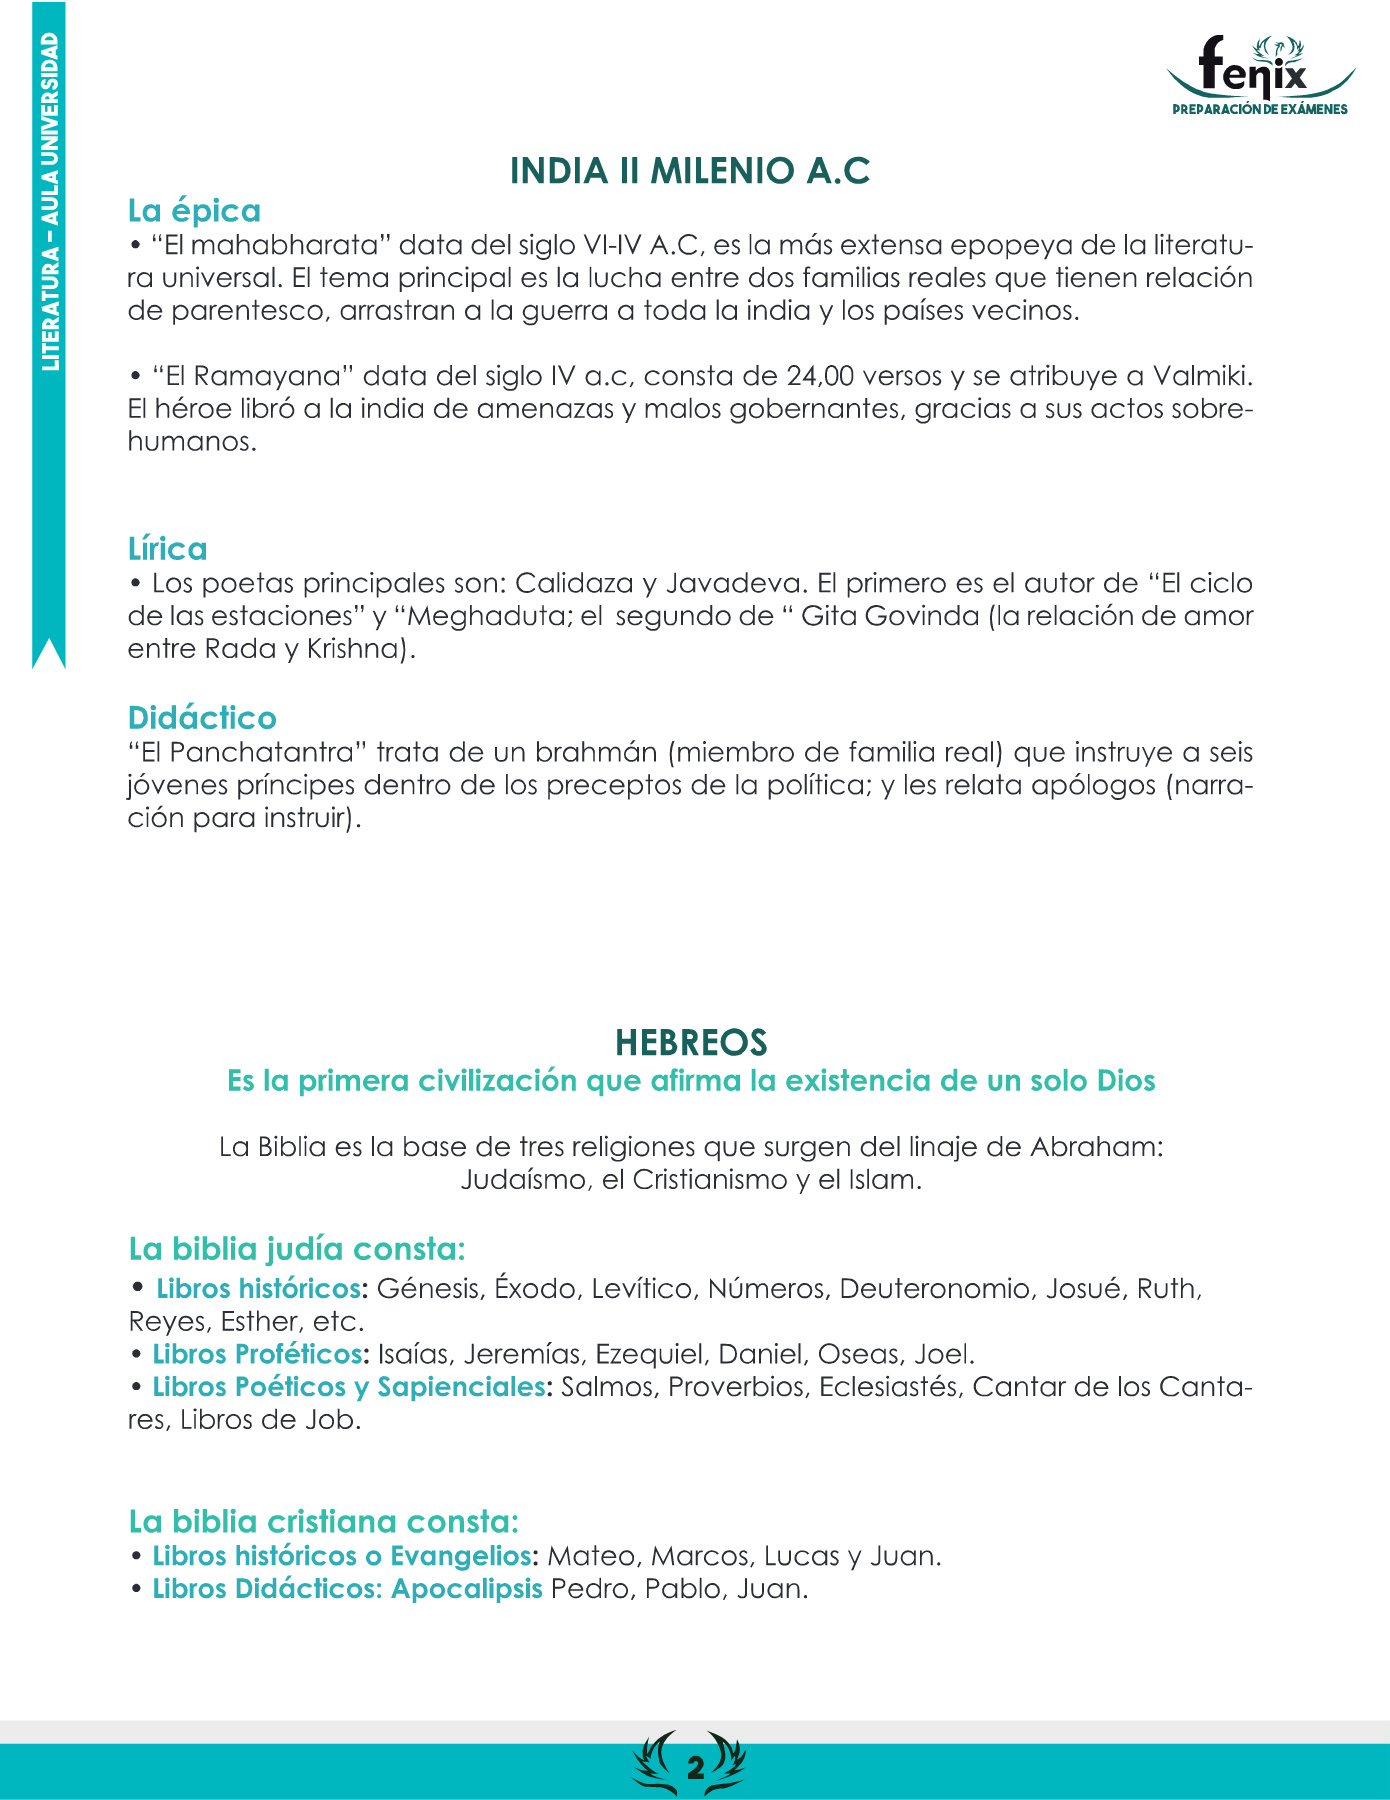 LITERATURA – AULA UNIVERSIDAD
fenix
PREPARACIÓN DE EXÁMENES
INDIA II MILENIO A.C
La épica
• “El mahabharata” data del siglo VI-IV A.C, es la más extensa epopeya de la literatu-
ra universal. El tema principal es la lucha entre dos familias reales que tienen relación
de parentesco, arrastran a la guerra a toda la india y los países vecinos.
• “El Ramayana” data del siglo IV a.c, consta de 24,00 versos y se atribuye a Valmiki.
El héroe libró a la india de amenazas y malos gobernantes, gracias a sus actos sobre-
humanos.
Lírica
• Los poetas principales son: Calidaza y Javadeva. El primero es el autor de “El ciclo
de las estaciones” y “Meghaduta; el  segundo de “ Gita Govinda (la relación de amor
entre Rada y Krishna).
Didáctico
“El Panchatantra” trata de un brahmán (miembro de familia real) que instruye a seis
jóvenes príncipes dentro de los preceptos de la política; y les relata apólogos (narra-
ción para instruir).
HEBREOS
Es la primera civilización que afirma la existencia de un solo Dios
La Biblia es la base de tres religiones que surgen del linaje de Abraham:
Judaísmo, el Cristianismo y el Islam.
La biblia judía consta:
• Libros históricos: Génesis, Éxodo, Levítico, Números, Deuteronomio, Josué, Ruth,
Reyes, Esther, etc.
• Libros Proféticos: Isaías, Jeremías, Ezequiel, Daniel, Oseas, Joel.
• Libros Poéticos y Sapienciales: Salmos, Proverbios, Eclesiastés, Cantar de los Canta-
res, Libros de Job.
La biblia cristiana consta:
• Libros históricos o Evangelios: Mateo, Marcos, Lucas y Juan.
• Libros Didácticos: Apocalipsis Pedro, Pablo, Juan.
2